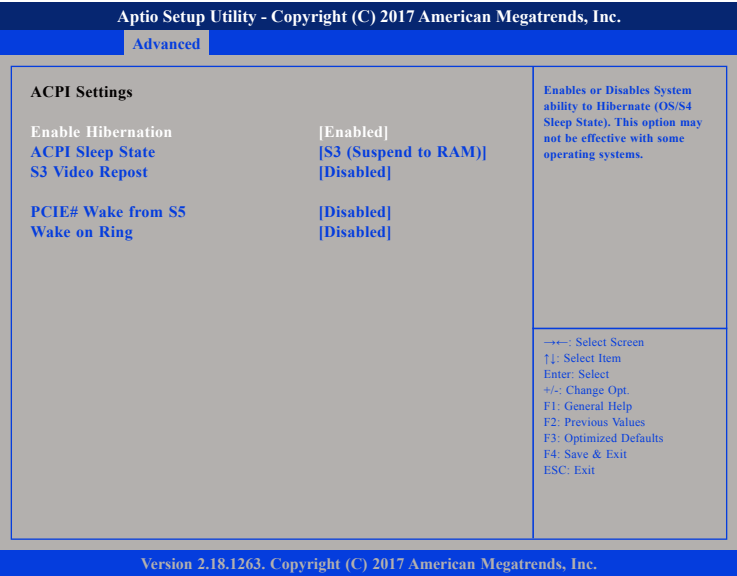 Aptio Setup Utility - Copyright (C) 2017 American Megatrends, Inc.
Advanced
ACPI Settings
Enable Hibernation [Enabled]
ACPI Sleep State [S3 (Suspend to RAM)]
S3 Video Repost [Disabled]
PCIE# Wake from S5 [Disabled]
Wake on Ring [Disabled]
Enables or Disables System
ability to Hibernate (OS/S4
Sleep State). This option may
not be effective with some
operating systems.
→←: Select Screen
↑↓: Select Item
Enter: Select
+/-: Change Opt.
F1: General Help
F2: Previous Values
F3: Optimized Defaults
F4: Save & Exit
ESC: Exit
Version 2.18.1263. Copyright (C) 2017 American Megatrends, Inc.